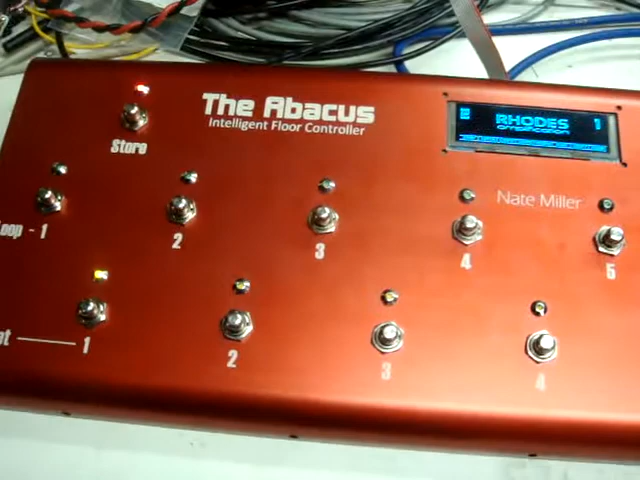 The Abacus
Intelligent Floor Controller
RHODES 1
amplification
Store
Nate Miller
Loop - 1
2
3
4
5
1
2
3
4